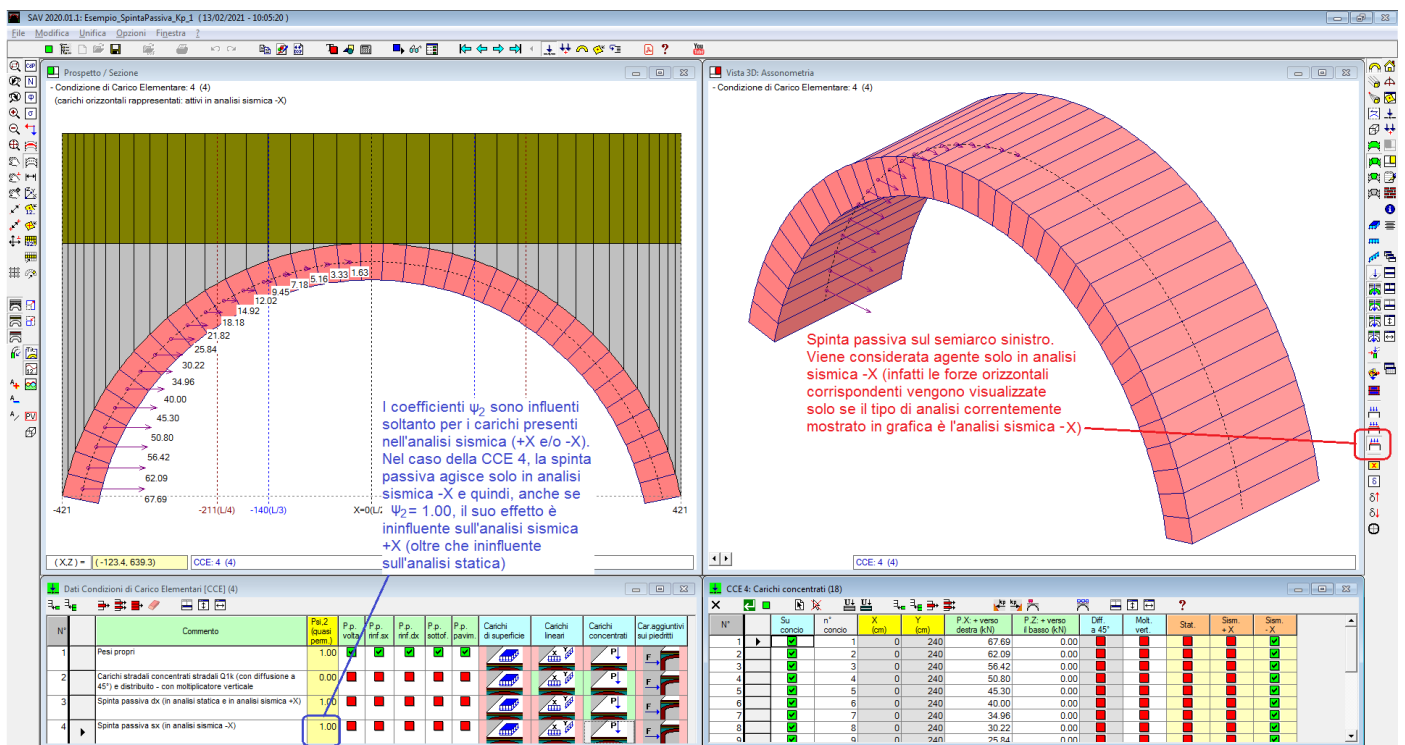 SAV 2020.01.1: Esempio_SpintaPassiva_Kp_1 (13/02/2021 - 10:05:20 )
File Modifica Unifica Opzioni Finestra ?
Prospetto / Sezione
- Condizione di Carico Elementare: 4 (4)
(carichi orizzontali rappresentati: attivi in analisi sismica -X)
1.63
3.33
5.16
7.18
9.45
12.02
14.92
18.18
21.82
25.84
30.22
34.96
40.00
45.30
50.80
56.42
62.09
67.69
-421
-211(L/4)
-140(L/3)
X=0(L/
421
I coefficienti ψ2 sono influenti
soltanto per i carichi presenti
nell'analisi sismica (+X e/o -X).
Nel caso della CCE 4, la spinta
passiva agisce solo in analisi
sismica -X e quindi, anche se
ψ2= 1.00, il suo effetto è
ininfluente sull'analisi sismica
+X (oltre che ininfluente
sull'analisi statica)
(X,Z) = (-123.4, 639.3) CCE: 4 (4)
Vista 3D: Assonometria
- Condizione di Carico Elementare: 4 (4)
Spinta passiva sul semiarco sinistro.
Viene considerata agente solo in analisi
sismica -X (infatti le forze orizzontali
corrispondenti vengono visualizzate
solo se il tipo di analisi correntemente
mostrato in grafica è l'analisi sismica -X)
CCE: 4 (4)
Dati Condizioni di Carico Elementari [CCE] (4)
N° Commento Psi,2 (quasi perm.) P.p. volta P.p. rinf.sx P.p. rinf.dx P.p. sottof. P.p. pavim. Carichi di superficie Carichi lineari Carichi concentrati Car.aggiuntivi sui piedritti
1 Pesi propri 1.00
2 Carichi stradali concentrati stradali Q1k (con diffusione a 45°) e distribuito - con moltiplicatore verticale 0.00
3 Spinta passiva dx (in analisi statica e in analisi sismica +X) 1.00
4 Spinta passiva sx (in analisi sismica -X) 1.00
CCE 4: Carichi concentrati (18)
N° Su concio n° concio X (cm) Y (cm) P.X: + verso destra (kN) P.Z: + verso il basso (kN) Diff. a 45° Molt. vert. Stat. Sism. + X Sism. - X
1 1 0 240 67.69 0.00
2 2 0 240 62.09 0.00
3 3 0 240 56.42 0.00
4 4 0 240 50.80 0.00
5 5 0 240 45.30 0.00
6 6 0 240 40.00 0.00
7 7 0 240 34.96 0.00
8 8 0 240 30.22 0.00
9 9 0 240 25.84 0.00